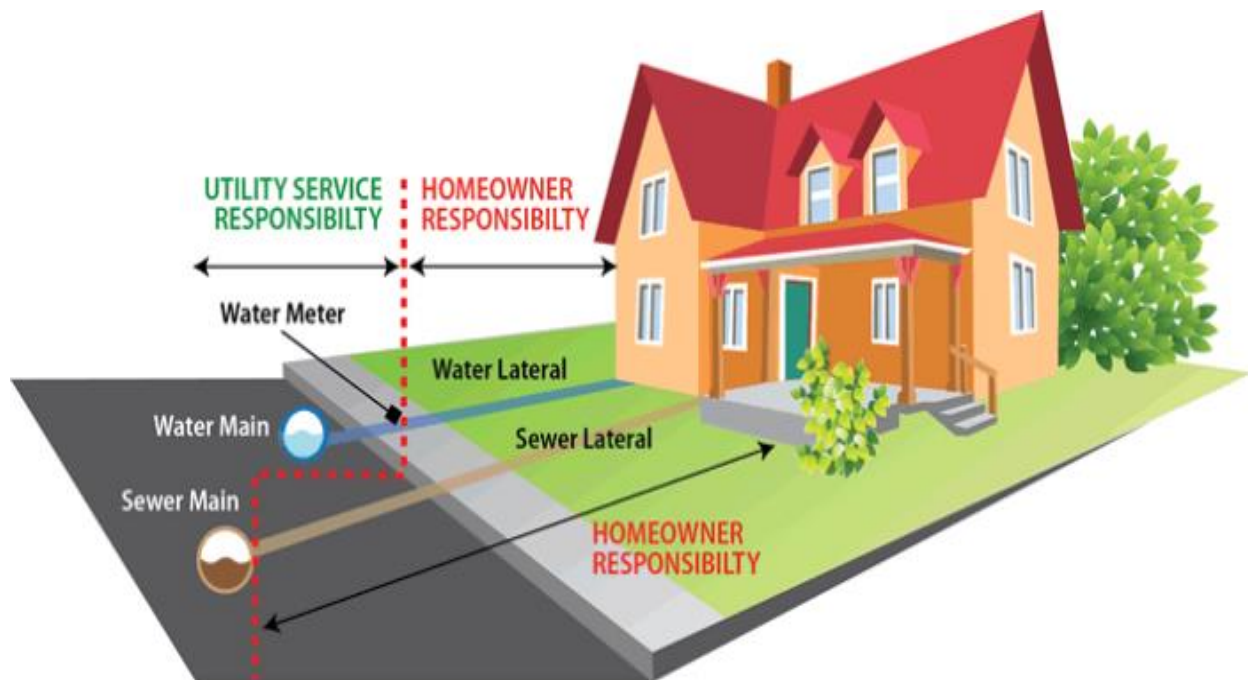 UTILITY SERVICE
RESPONSIBILTY
HOMEOWNER
RESPONSIBILTY
Water Meter
Water Lateral
Water Main
Sewer Lateral
Sewer Main
HOMEOWNER
RESPONSIBILTY